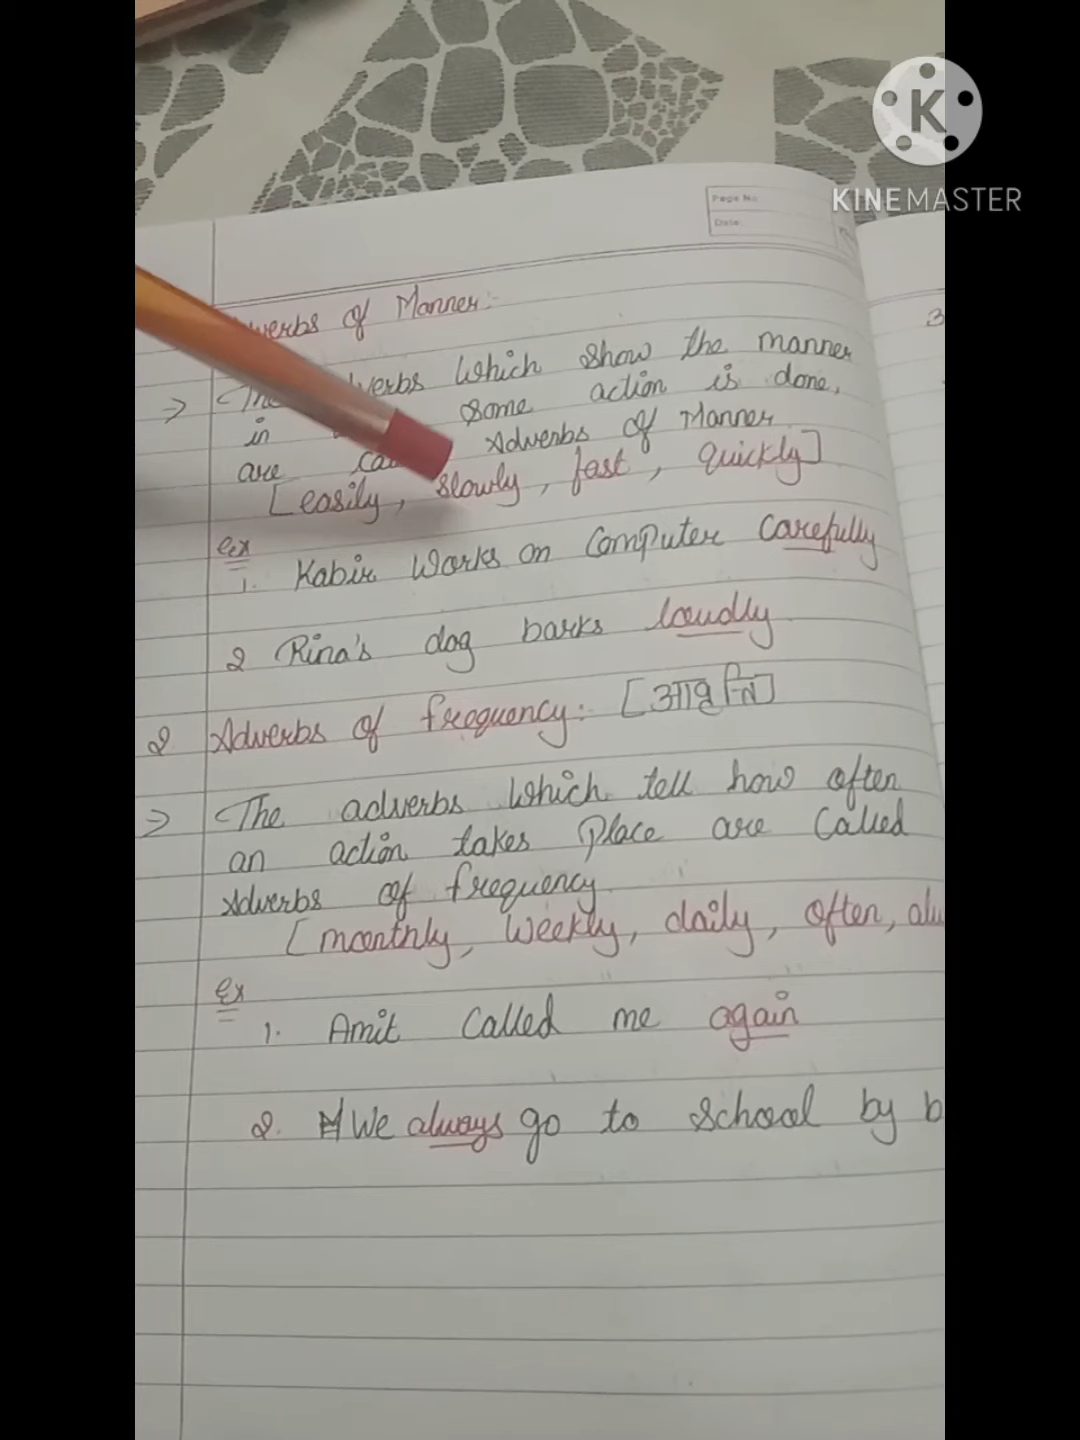 KINEMASTER
Page No.
Date:
of Manner:-
3
which show the manner
in some action is done,
are Adverbs of Manner
[easily, slowly, fast, quickly]
Ex
1. Kabir works on Computer Carefully
2 Rina's dog barks loudly
2 Adverbs of frequency: [आवृत्ति]
→ The adverbs which tell how often
an action takes place are called
Adverbs of frequency
[monthly, weekly, daily, often,
Ex
1. Amit called me again
2. We always go to school by